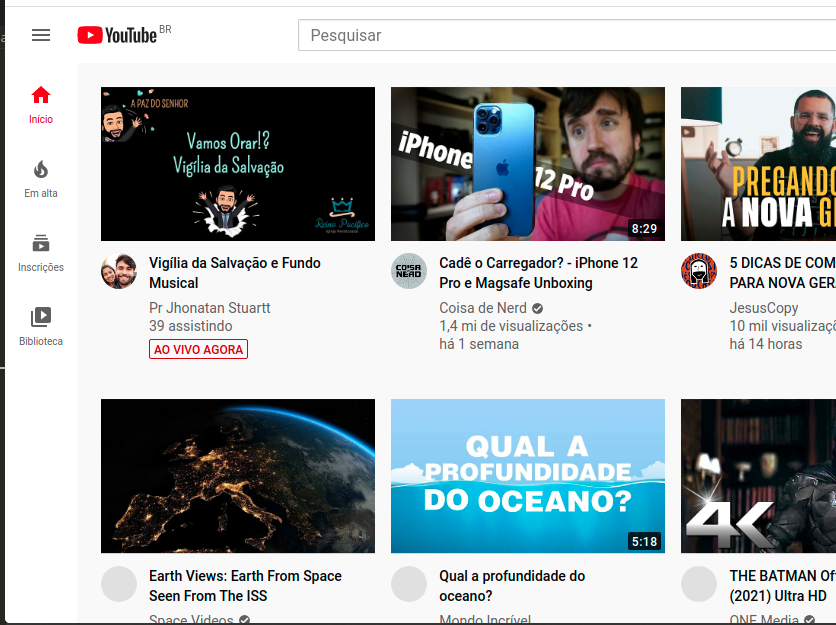 YouTube BR
Pesquisar
Início
Em alta
Inscrições
Biblioteca
A PAZ DO SENHOR
Vamos Orar!?
Vigília da Salvação
Reino Pacífico
iPhone 12 Pro
8:29
PREGANDO
A NOVA
Vigília da Salvação e Fundo
Musical
Pr Jhonatan Stuartt
39 assistindo
AO VIVO AGORA
COISA
NERD
Cadê o Carregador? - iPhone 12
Pro e Magsafe Unboxing
Coisa de Nerd
1,4 mi de visualizações •
há 1 semana
5 DICAS DE COM
PARA NOVA GER
JesusCopy
10 mil visualizaçõ
há 14 horas
QUAL A
PROFUNDIDADE
DO OCEANO?
5:18
4K
Earth Views: Earth From Space
Seen From The ISS
Space Videos
Qual a profundidade do
oceano?
Mondo Incrível
THE BATMAN Of
(2021) Ultra HD
ONE Media